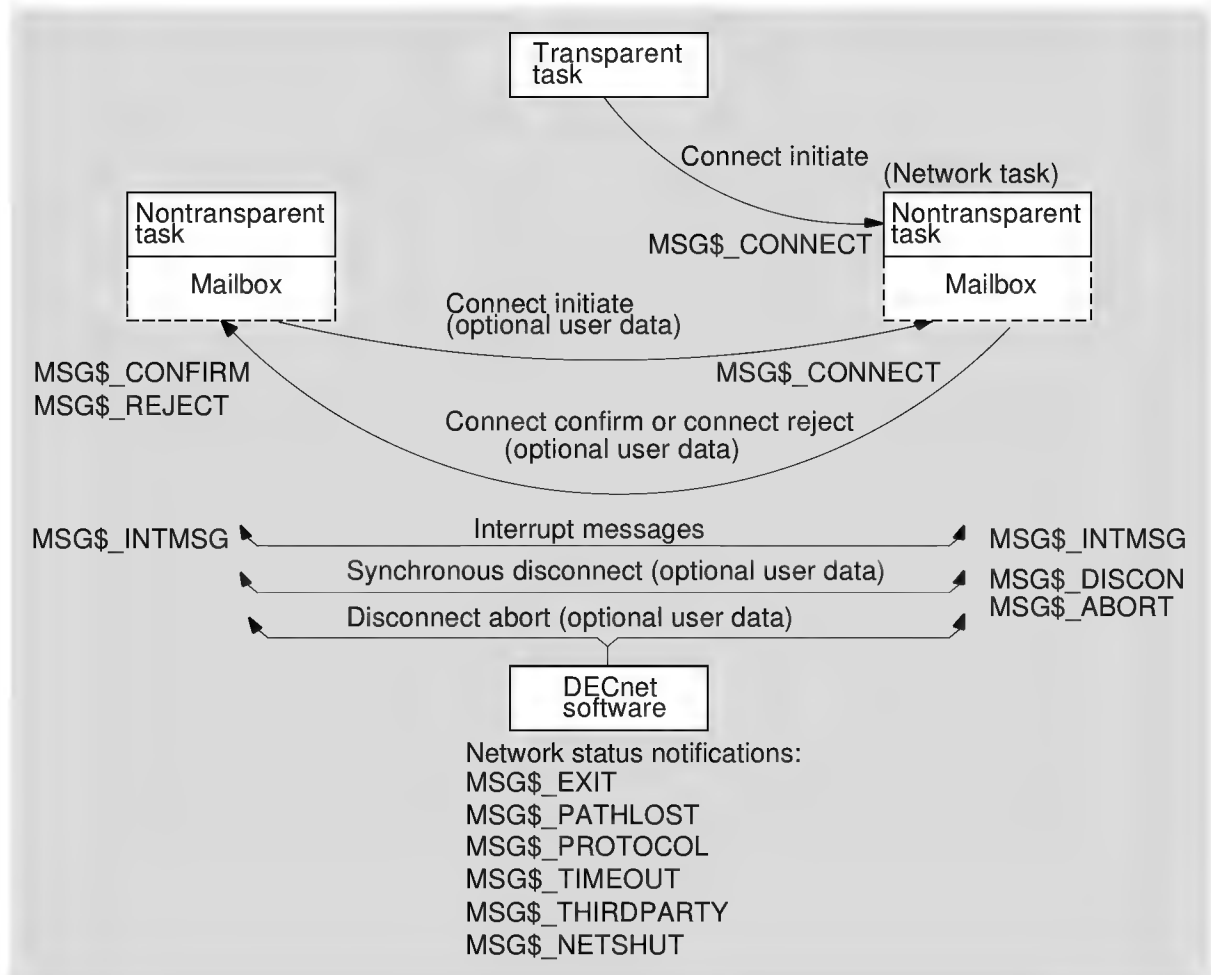 Transparent
task
Connect initiate
(Network task)
Nontransparent
task
Mailbox
Nontransparent
task
Mailbox
MSG$_CONNECT
Connect initiate
(optional user data)
MSG$_CONFIRM
MSG$_REJECT
MSG$_CONNECT
Connect confirm or connect reject
(optional user data)
MSG$_INTMSG
Interrupt messages
MSG$_INTMSG
Synchronous disconnect (optional user data)
MSG$_DISCON
MSG$_ABORT
Disconnect abort (optional user data)
DECnet
software
Network status notifications:
MSG$_EXIT
MSG$_PATHLOST
MSG$_PROTOCOL
MSG$_TIMEOUT
MSG$_THIRDPARTY
MSG$_NETSHUT